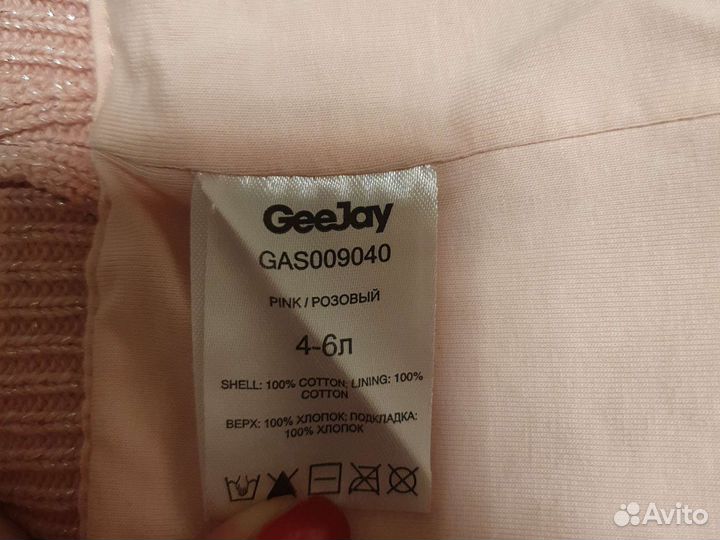 GeeJay
GAS009040
PINK / РОЗОВЫЙ
4-6л
SHELL: 100% COTTON; LINING: 100%
COTTON
ВЕРХ: 100% ХЛОПОК; ПОДКЛАДКА:
100% ХЛОПОК
Avito